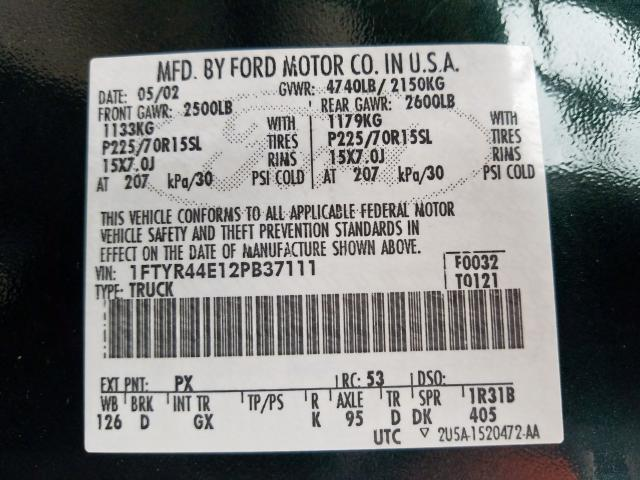 MFD. BY FORD MOTOR CO. IN U.S.A.
DATE: 05/02 GVWR: 4740LB/ 2150KG
FRONT GAWR: 2500LB REAR GAWR: 2600LB
1133KG WITH 1179KG WITH
P225/70R15SL TIRES P225/70R15SL TIRES
15X7.0J RIMS 15X7.0J RIMS
AT 207 kPa/30 PSI COLD AT 207 kPa/30 PSI COLD
THIS VEHICLE CONFORMS TO ALL APPLICABLE FEDERAL MOTOR
VEHICLE SAFETY AND THEFT PREVENTION STANDARDS IN
EFFECT ON THE DATE OF MANUFACTURE SHOWN ABOVE.
VIN: 1FTYR44E12PB37111 F0032
TYPE: TRUCK T0121
EXT PNT: PX RC: 53 DSO:
WB BRK INT TR TP/PS R AXLE TR SPR 1R31B
126 D GX K 95 D DK 405
UTC ▽ 2U5A-1520472-AA